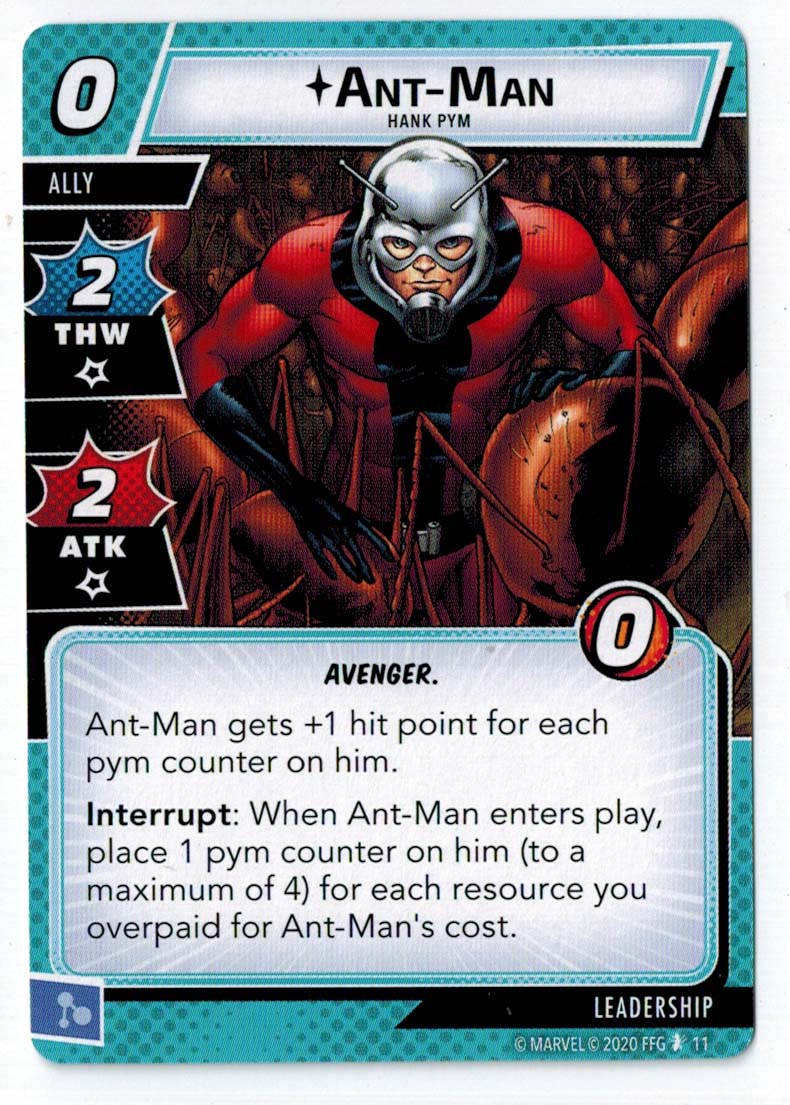 0
Ant-Man
HANK PYM
ALLY
2
THW
2
ATK
0
AVENGER.
Ant-Man gets +1 hit point for each
pym counter on him.
Interrupt: When Ant-Man enters play,
place 1 pym counter on him (to a
maximum of 4) for each resource you
overpaid for Ant-Man's cost.
LEADERSHIP
© MARVEL © 2020 FFG 11